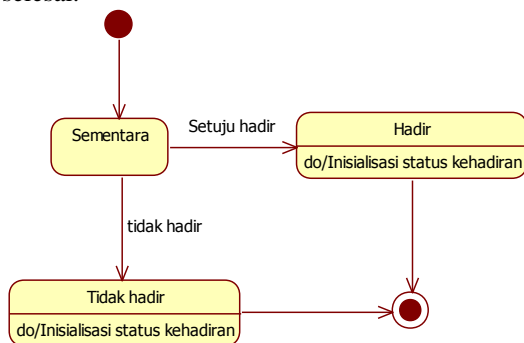 Sementara
Setuju hadir
Hadir
do/Inisialisasi status kehadiran
tidak hadir
Tidak hadir
do/Inisialisasi status kehadiran